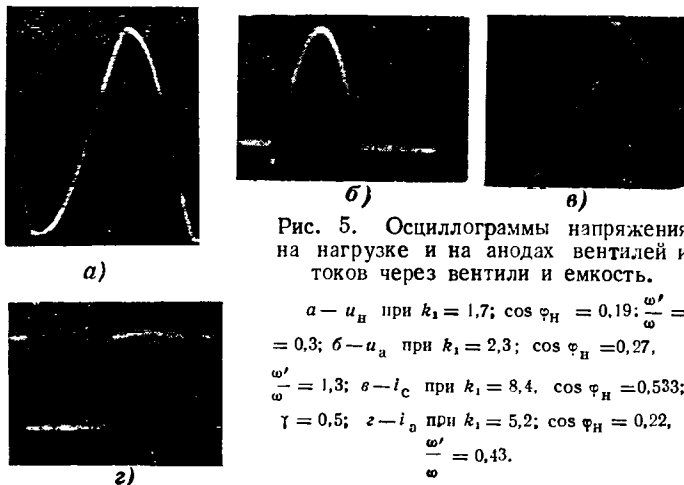 а)
б)
в)
г)
Рис. 5. Осциллограммы напряжения
на нагрузке и на анодах вентилей и
токов через вентили и емкость.
а — uн при k₁ = 1,7; cos φн = 0,19; ω′/ω =
= 0,3; б — uа при k₁ = 2,3; cos φн = 0,27,
ω′/ω = 1,3; в — iс при k₁ = 8,4, cos φн = 0,533;
γ = 0,5; г — iа при k₁ = 5,2; cos φн = 0,22,
ω′/ω = 0,43.